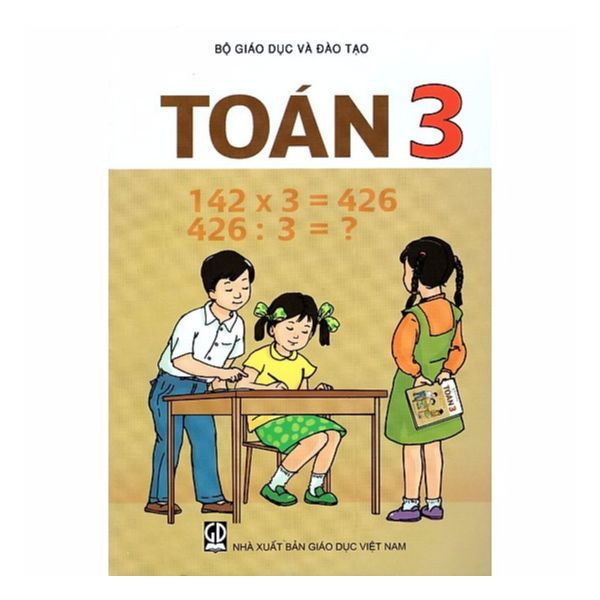 BỘ GIÁO DỤC VÀ ĐÀO TẠO
TOÁN 3
142 x 3 = 426
426 : 3 = ?
TOÁN 3
GD
NHÀ XUẤT BẢN GIÁO DỤC VIỆT NAM